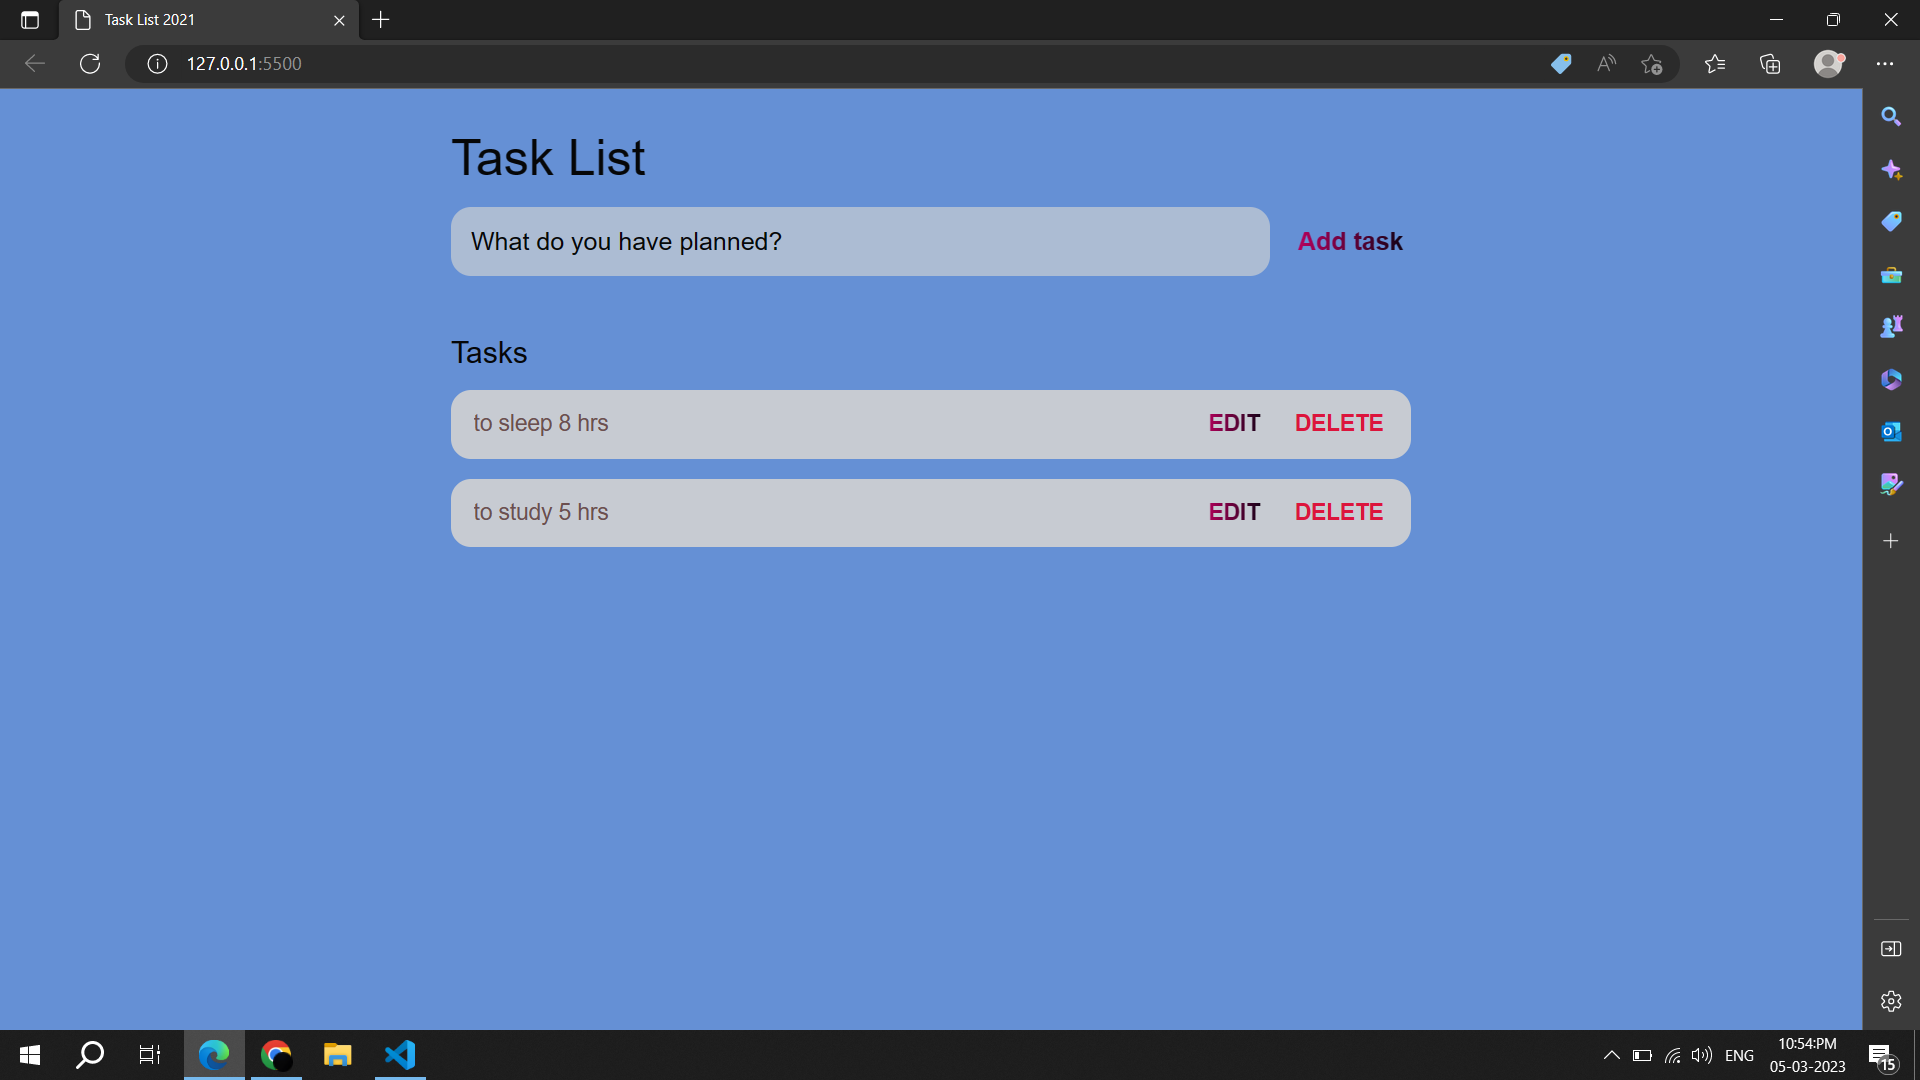 Task List 2021
127.0.0.1:5500
Task List
What do you have planned? Add task
Tasks
to sleep 8 hrs EDIT DELETE
to study 5 hrs EDIT DELETE
ENG
10:54:PM
05-03-2023
15